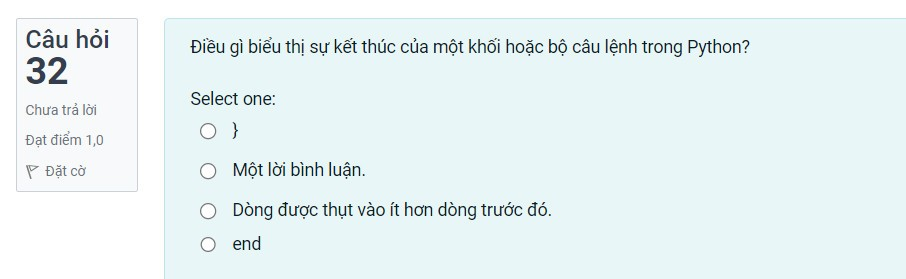 Câu hỏi
32
Chưa trả lời
Đạt điểm 1,0
Đặt cờ
Điều gì biểu thị sự kết thúc của một khối hoặc bộ câu lệnh trong Python?
Select one:
}
Một lời bình luận.
Dòng được thụt vào ít hơn dòng trước đó.
end